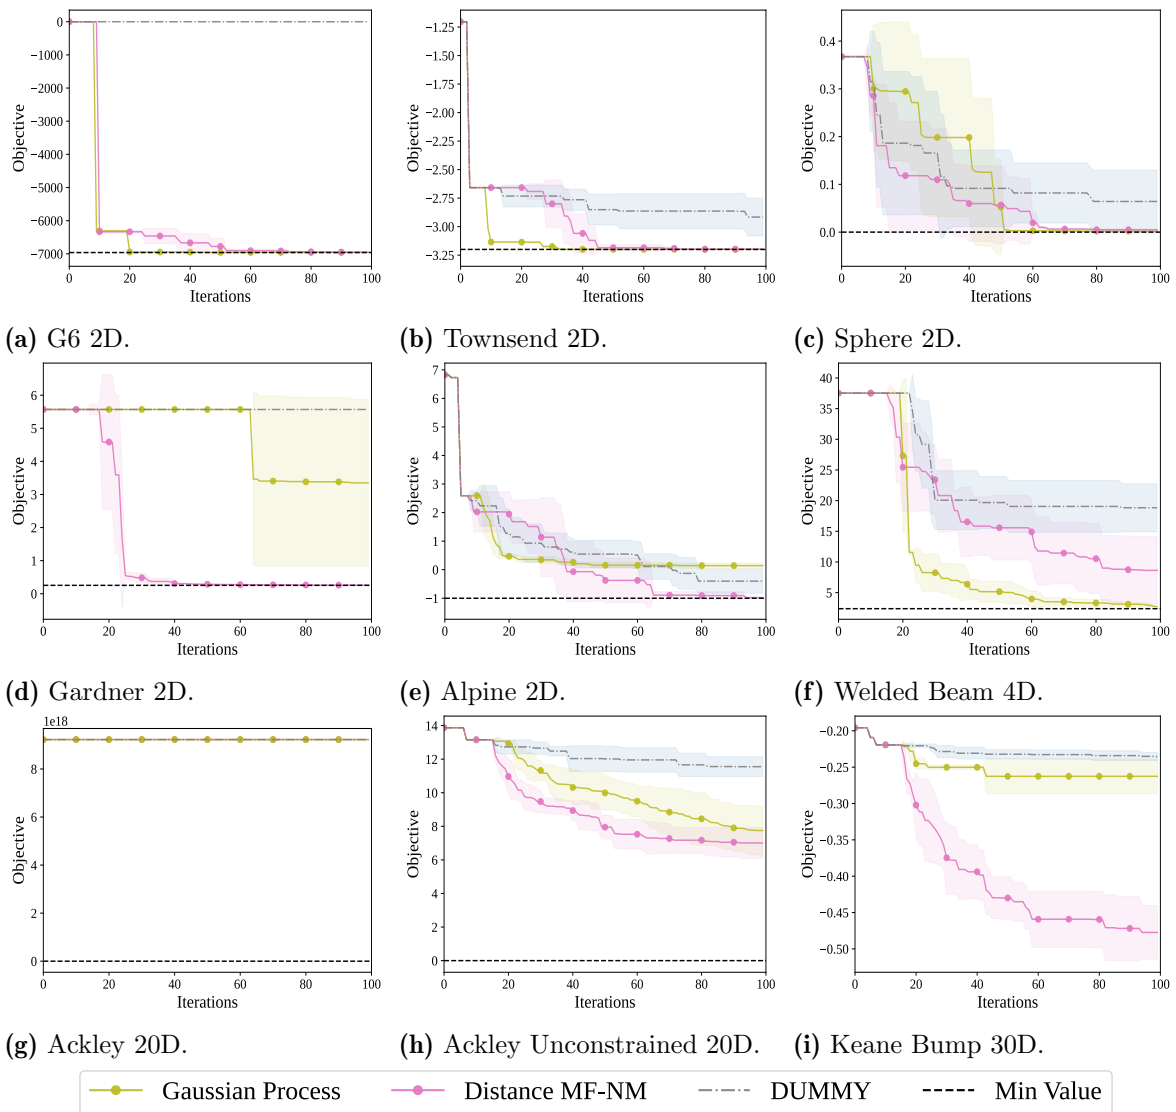 0
−1000
−2000
−3000
−4000
−5000
−6000
−7000
Objective
0 20 40 60 80 100
Iterations
(a) G6 2D.
−1.25
−1.50
−1.75
−2.00
−2.25
−2.50
−2.75
−3.00
−3.25
Objective
0 20 40 60 80 100
Iterations
(b) Townsend 2D.
0.4
0.3
0.2
0.1
0.0
Objective
0 20 40 60 80 100
Iterations
(c) Sphere 2D.
6
5
4
3
2
1
0
Objective
0 20 40 60 80 100
Iterations
(d) Gardner 2D.
7
6
5
4
3
2
1
0
−1
Objective
0 20 40 60 80 100
Iterations
(e) Alpine 2D.
40
35
30
25
20
15
10
5
Objective
0 20 40 60 80 100
Iterations
(f) Welded Beam 4D.
1e18
8
6
4
2
0
Objective
0 20 40 60 80 100
Iterations
(g) Ackley 20D.
14
12
10
8
6
4
2
0
Objective
0 20 40 60 80 100
Iterations
(h) Ackley Unconstrained 20D.
−0.20
−0.25
−0.30
−0.35
−0.40
−0.45
−0.50
Objective
0 20 40 60 80 100
Iterations
(i) Keane Bump 30D.
Gaussian Process Distance MF-NM DUMMY Min Value